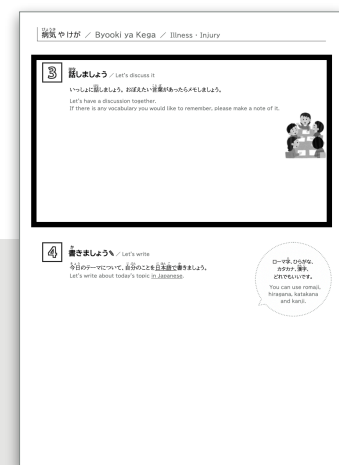 病気 やけが / Byooki ya Kega / Illness・Injury
3 話しましょう / Let's discuss it
いっしょに話しましょう。おぼえたい言葉があったらメモしましょう。
Let's have a discussion together.
If there is any vocabulary you would like to remember, please make a note of it.
4 書きましょう✎ / Let's write
今日のテーマについて、自分のことを日本語で書きましょう。
Let's write about today's topic in Japanese.
ローマ字、ひらがな、
カタカナ、漢字、
どれでもいいです。
You can use romaji,
hiragana, katakana
and kanji.